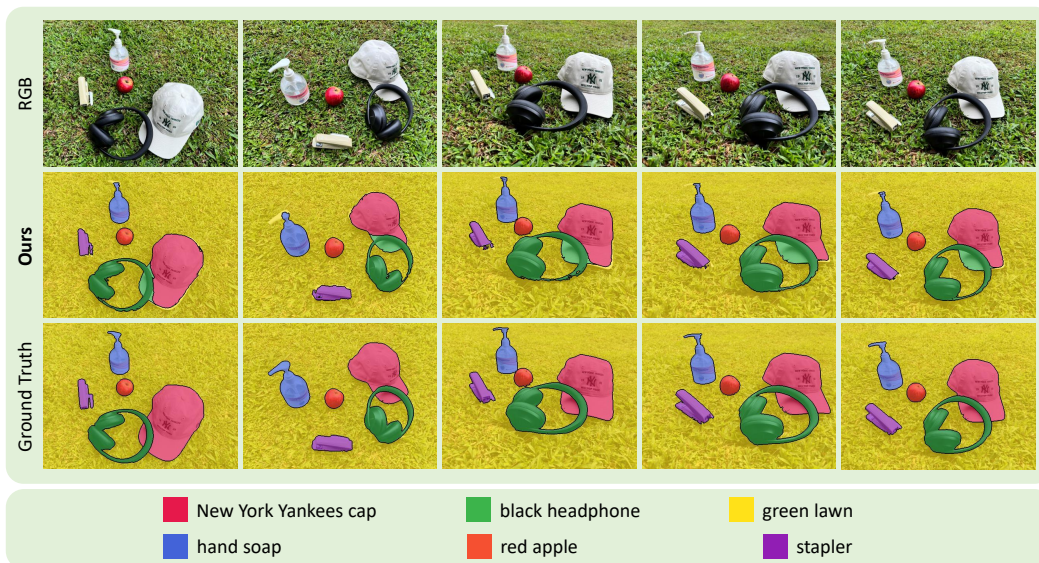 RGB
Ours
Ground Truth
New York Yankees cap
black headphone
green lawn
hand soap
red apple
stapler